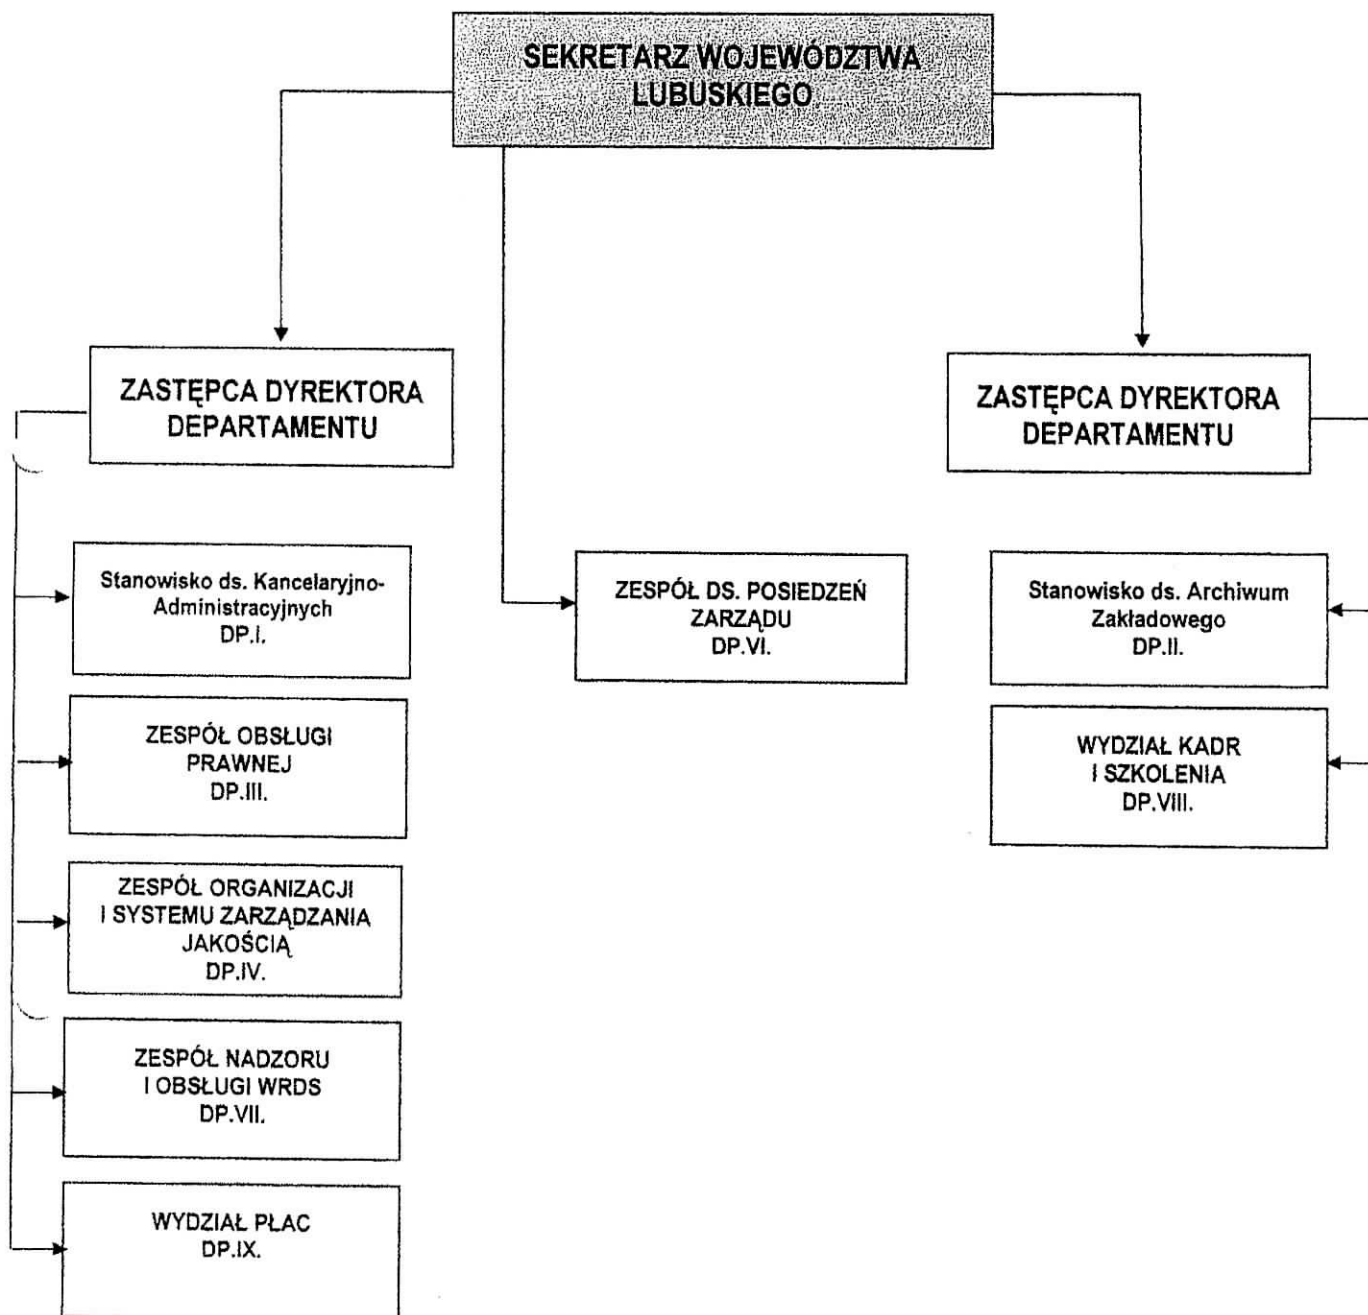 SEKRETARZ WOJEWÓDZTWA
LUBUSKIEGO
ZASTĘPCA DYREKTORA
DEPARTAMENTU
ZASTĘPCA DYREKTORA
DEPARTAMENTU
Stanowisko ds. Kancelaryjno-
Administracyjnych
DP.I.
ZESPÓŁ DS. POSIEDZEŃ
ZARZĄDU
DP.VI.
Stanowisko ds. Archiwum
Zakładowego
DP.II.
ZESPÓŁ OBSŁUGI
PRAWNEJ
DP.III.
WYDZIAŁ KADR
I SZKOLENIA
DP.VIII.
ZESPÓŁ ORGANIZACJI
I SYSTEMU ZARZĄDZANIA
JAKOŚCIĄ
DP.IV.
ZESPÓŁ NADZORU
I OBSŁUGI WRDS
DP.VII.
WYDZIAŁ PŁAC
DP.IX.